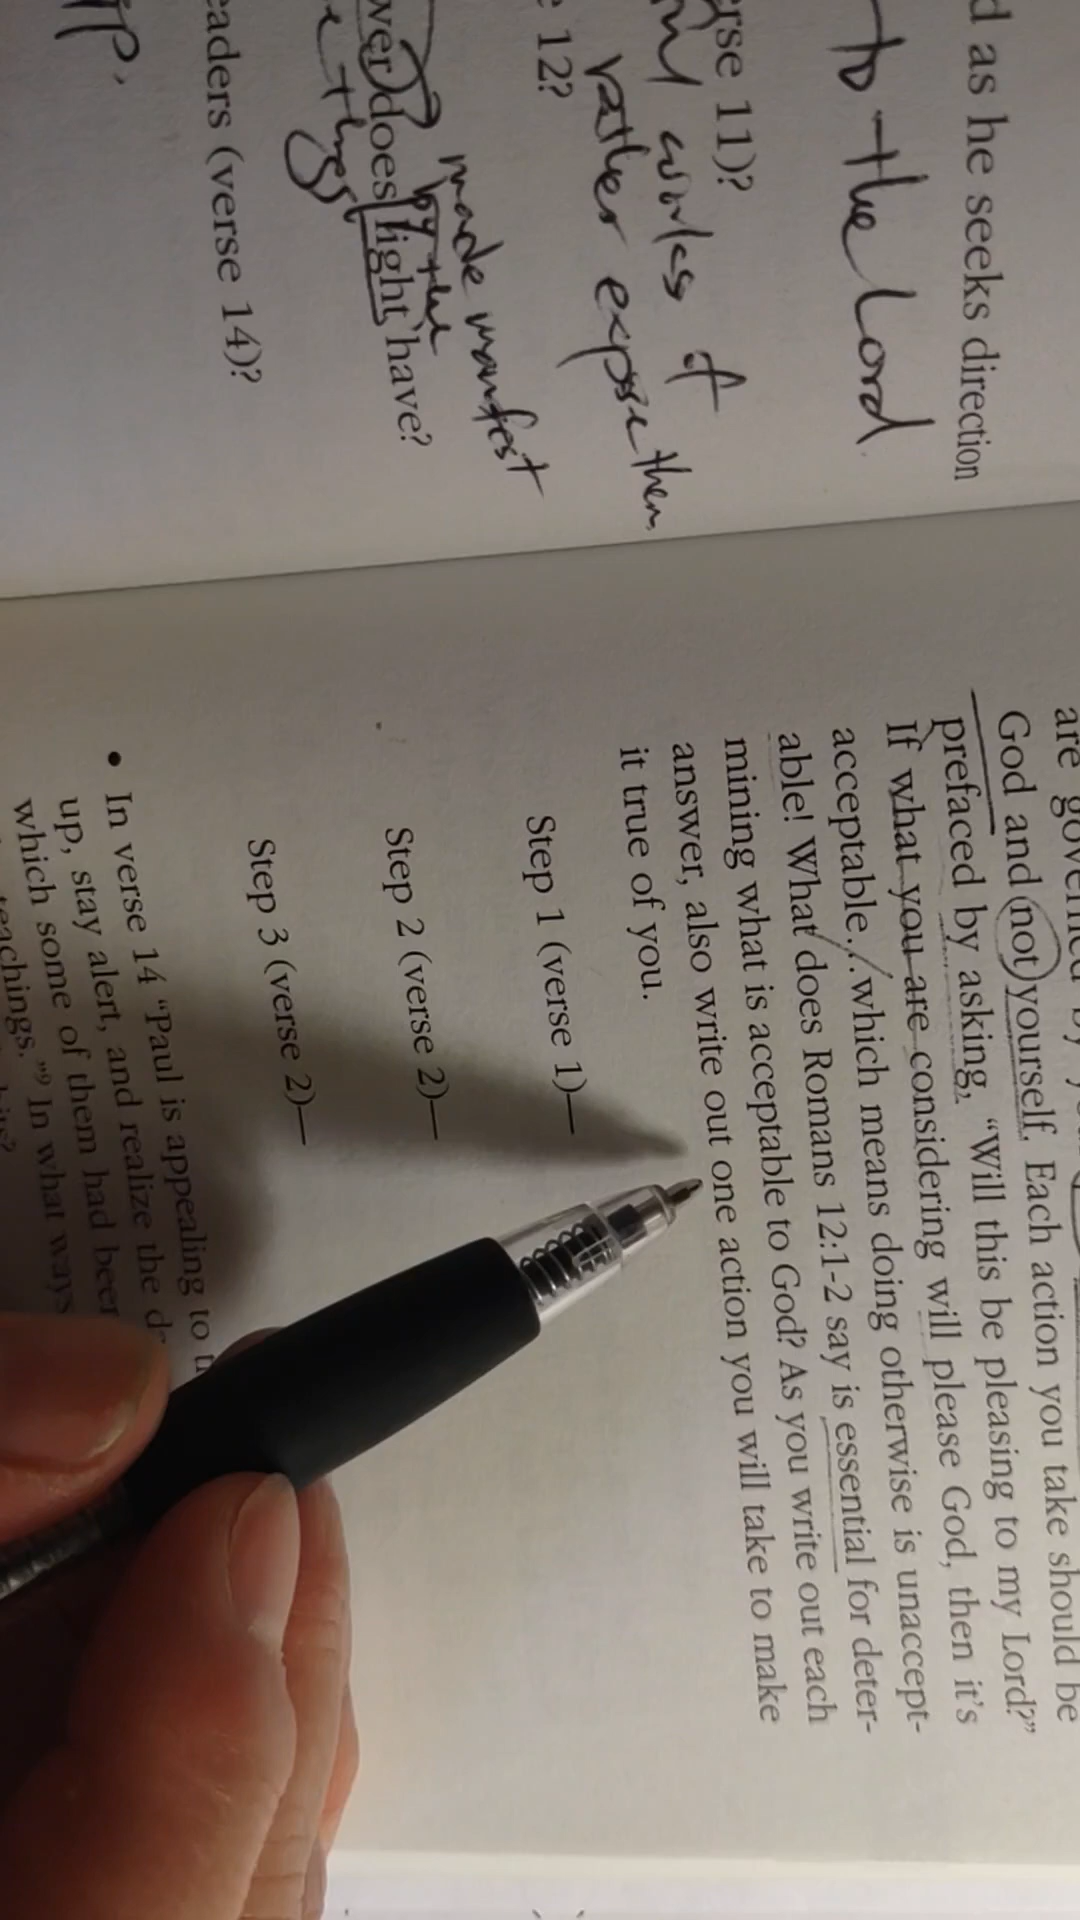 d as he seeks direction
to the Lord
rse 11)?
works of
rather expose them
12?
made manifest
by the
ver does light have?
things
eaders (verse 14)?
God and not yourself. Each action you take should be
prefaced by asking, “Will this be pleasing to my Lord?”
If what you are considering will please God, then it’s
acceptable...which means doing otherwise is unaccept-
able! What does Romans 12:1-2 say is essential for deter-
mining what is acceptable to God? As you write out each
answer, also write out one action you will take to make
it true of you.
Step 1 (verse 1)—
Step 2 (verse 2)—
Step 3 (verse 2)—
• In verse 14 “Paul is appealing to
up, stay alert, and realize the
which some of them had been
teachings.”9 In what ways